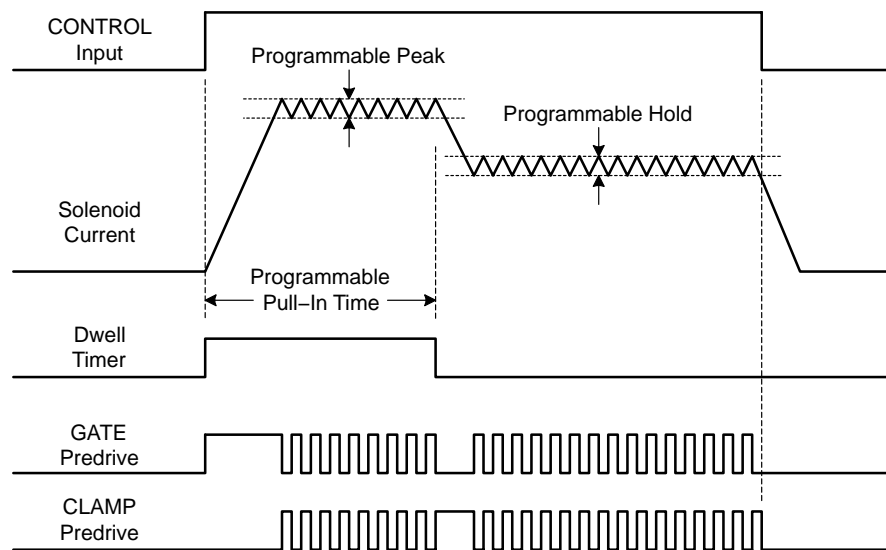 CONTROL
Input
Programmable Peak
Programmable Hold
Solenoid
Current
Programmable
Pull−In Time
Dwell
Timer
GATE
Predrive
CLAMP
Predrive